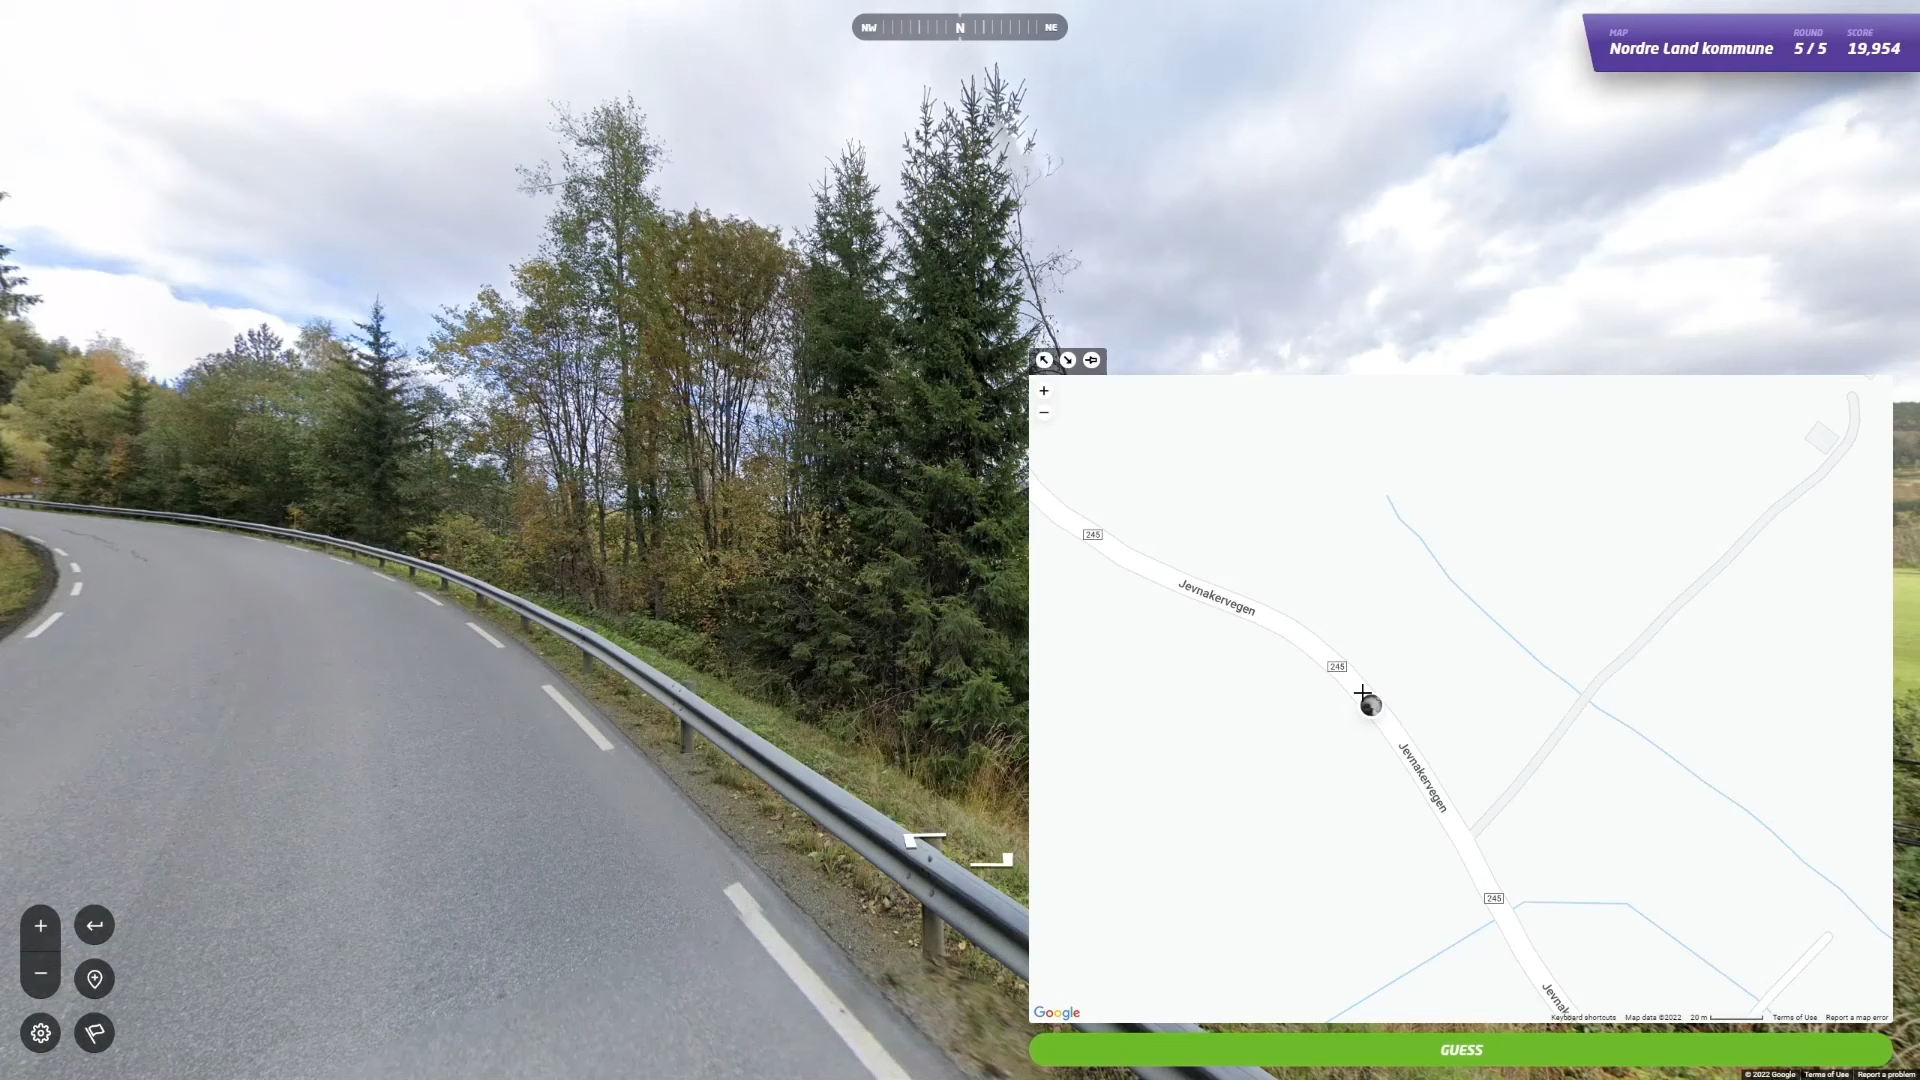 NW N NE
MAP ROUND SCORE
Nordre Land kommune 5 / 5 19,954
245
Jevnakervegen
245
Jevnakervegen
245
Jevnak
Google
Keyboard shortcuts Map data ©2022 20 m Terms of Use Report a map error
GUESS
© 2022 Google Terms of Use Report a problem